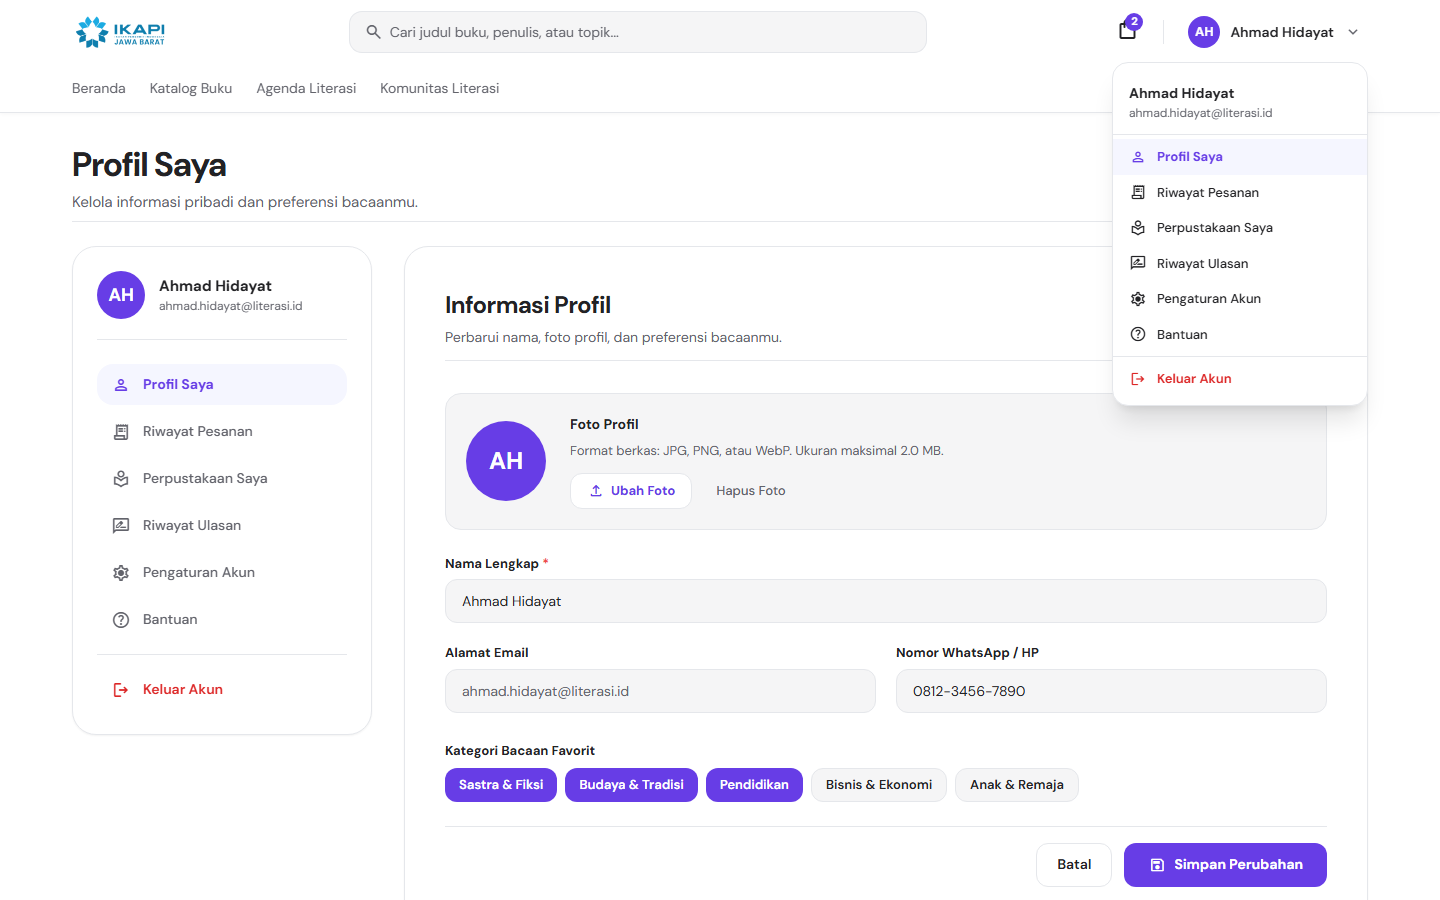 IKAPI
JAWA BARAT
Cari judul buku, penulis, atau topik...
2
AH
Ahmad Hidayat
Beranda
Katalog Buku
Agenda Literasi
Komunitas Literasi
Ahmad Hidayat
ahmad.hidayat@literasi.id
Profil Saya
Riwayat Pesanan
Perpustakaan Saya
Riwayat Ulasan
Pengaturan Akun
Bantuan
Keluar Akun
Profil Saya
Kelola informasi pribadi dan preferensi bacaanmu.
AH
Ahmad Hidayat
ahmad.hidayat@literasi.id
Profil Saya
Riwayat Pesanan
Perpustakaan Saya
Riwayat Ulasan
Pengaturan Akun
Bantuan
Keluar Akun
Informasi Profil
Perbarui nama, foto profil, dan preferensi bacaanmu.
AH
Foto Profil
Format berkas: JPG, PNG, atau WebP. Ukuran maksimal 2.0 MB.
Ubah Foto
Hapus Foto
Nama Lengkap *
Ahmad Hidayat
Alamat Email
ahmad.hidayat@literasi.id
Nomor WhatsApp / HP
0812-3456-7890
Kategori Bacaan Favorit
Sastra & Fiksi
Budaya & Tradisi
Pendidikan
Bisnis & Ekonomi
Anak & Remaja
Batal
Simpan Perubahan